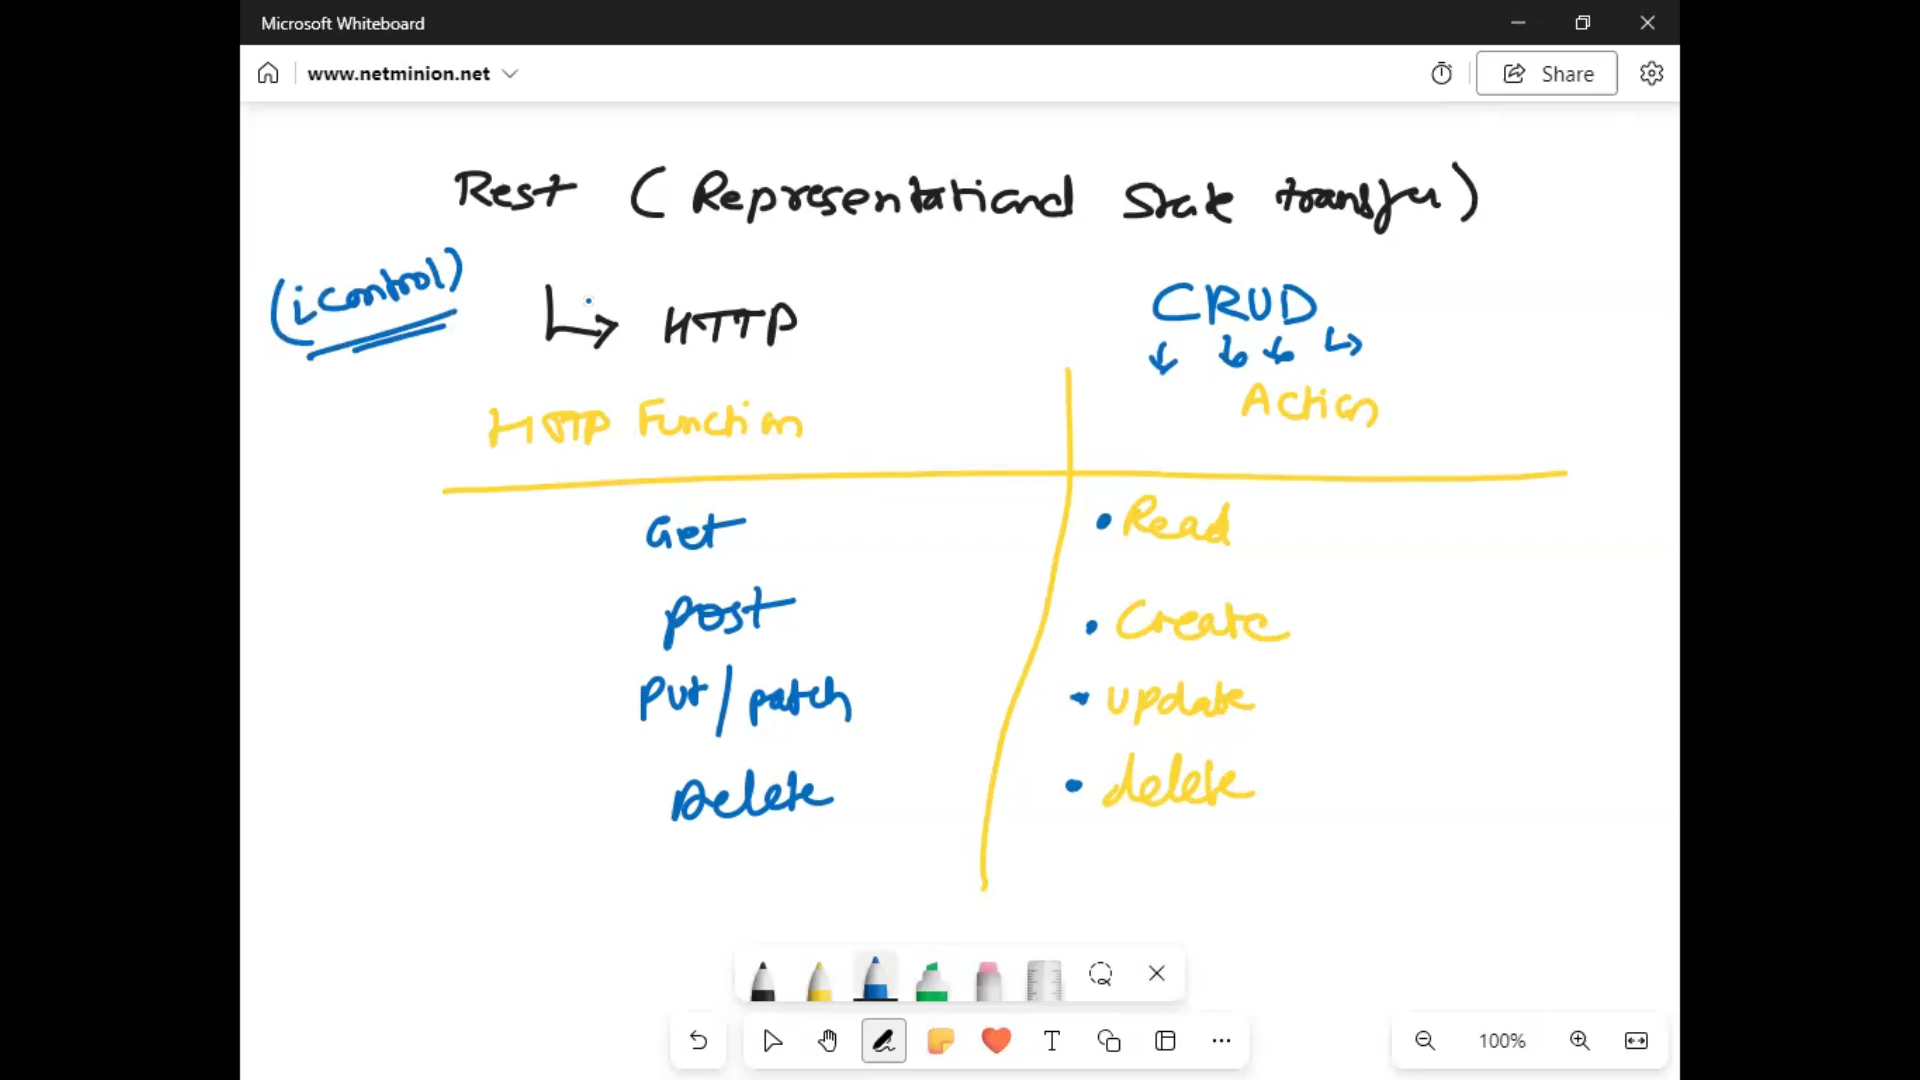 Microsoft Whiteboard
www.netminion.net
Share
Rest (Representational State transfer)
(icontrol)
HTTP
CRUD
HTTP Function
Action
Get
• Read
post
• Create
put/patch
• update
Delete
• delete
100%